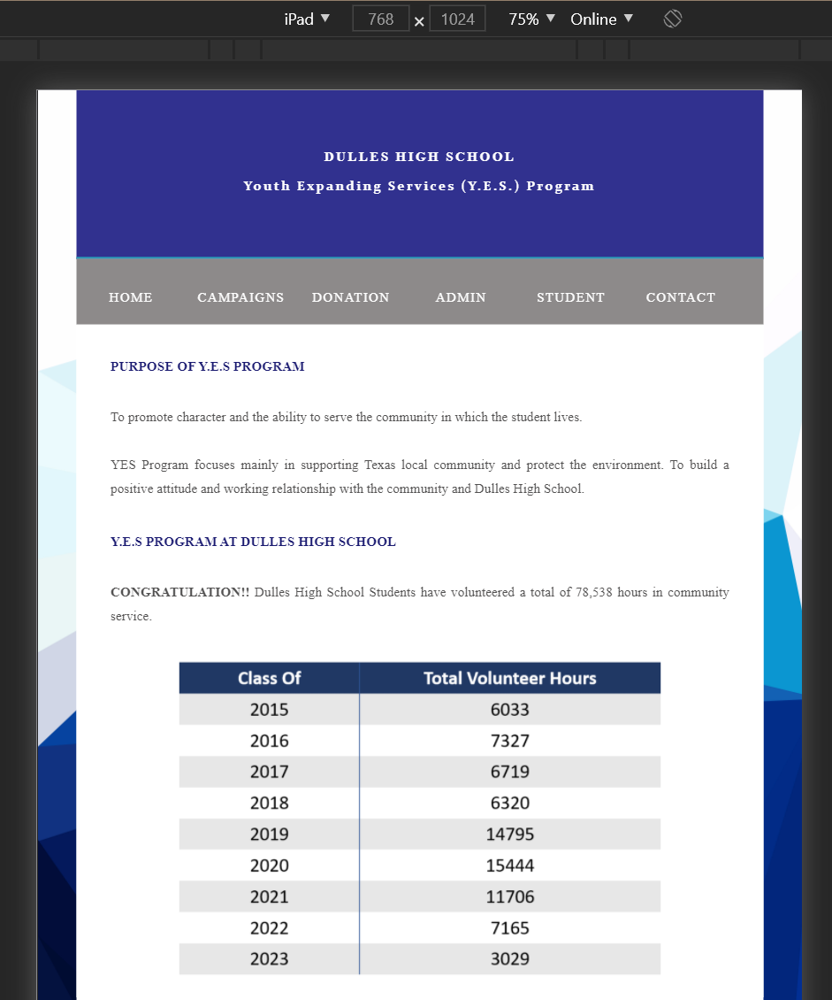 iPad ▼ 768 × 1024 75% ▼ Online ▼
DULLES HIGH SCHOOL
Youth Expanding Services (Y.E.S.) Program
HOME CAMPAIGNS DONATION ADMIN STUDENT CONTACT
PURPOSE OF Y.E.S PROGRAM
To promote character and the ability to serve the community in which the student lives.
YES Program focuses mainly in supporting Texas local community and protect the environment. To build a
positive attitude and working relationship with the community and Dulles High School.
Y.E.S PROGRAM AT DULLES HIGH SCHOOL
CONGRATULATION!! Dulles High School Students have volunteered a total of 78,538 hours in community
service.
Class Of Total Volunteer Hours
2015 6033
2016 7327
2017 6719
2018 6320
2019 14795
2020 15444
2021 11706
2022 7165
2023 3029